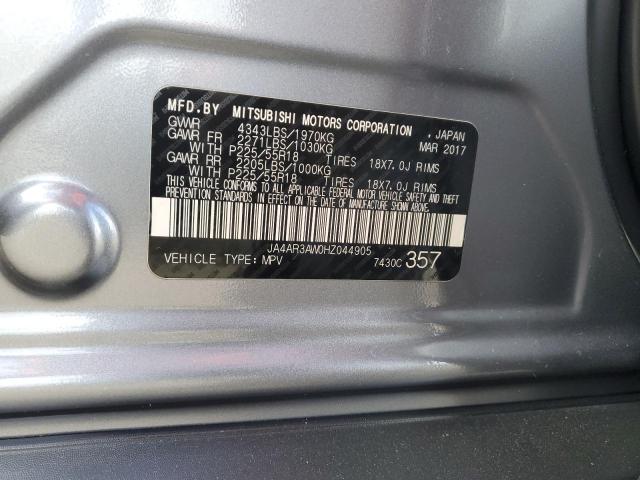 MFD.BY MITSUBISHI MOTORS CORPORATION , JAPAN
GVWR 4343LBS/1970KG MAR 2017
GAWR FR 2271LBS/1030KG
WITH P225/55R18 TIRES 18X7.0J RIMS
GAWR RR 2205LBS/1000KG
WITH P225/55R18 TIRES 18X7.0J RIMS
THIS VEHICLE CONFORMS TO ALL APPLICABLE FEDERAL MOTOR VEHICLE SAFETY AND THEFT
PREVENTION STANDARDS IN EFFECT ON THE DATE OF MANUFACTURE SHOWN ABOVE.
JA4AR3AW0HZ044905
VEHICLE TYPE:MPV 7430C 357